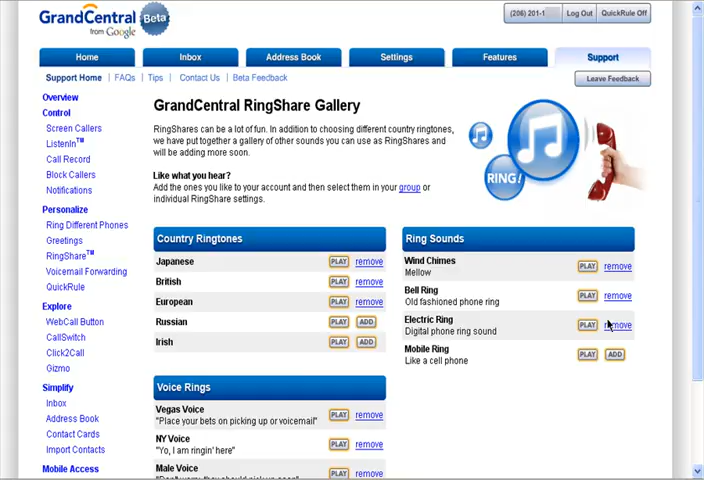 GrandCentral Beta
from Google
(206) 201-1
Log Out
QuickRule Off
Home
Inbox
Address Book
Settings
Features
Support
Support Home | FAQs | Tips | Contact Us | Beta Feedback
Leave Feedback
Overview
Control
Screen Callers
ListenIn™
Call Record
Block Callers
Notifications
Personalize
Ring Different Phones
Greetings
RingShare™
Voicemail Forwarding
QuickRule
Explore
WebCall Button
CallSwitch
Click2Call
Gizmo
Simplify
Inbox
Address Book
Contact Cards
Import Contacts
Mobile Access
GrandCentral RingShare Gallery
RingShares can be a lot of fun. In addition to choosing different country ringtones,
we have put together a gallery of other sounds you can use as RingShares and
will be adding more soon.
Like what you hear?
Add the ones you like to your account and then select them in your group or
individual RingShare settings.
RING!
Country Ringtones
Japanese PLAY remove
British PLAY remove
European PLAY remove
Russian PLAY ADD
Irish PLAY ADD
Voice Rings
Vegas Voice
"Place your bets on picking up or voicemail" PLAY remove
NY Voice
"Yo, I am ringin' here" PLAY remove
Male Voice PLAY remove
Ring Sounds
Wind Chimes
Mellow PLAY remove
Bell Ring
Old fashioned phone ring PLAY remove
Electric Ring
Digital phone ring sound PLAY remove
Mobile Ring
Like a cell phone PLAY ADD